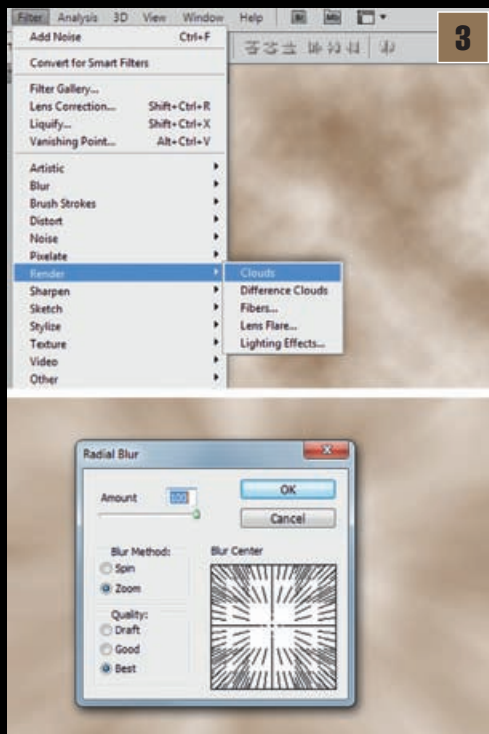 Filter Analysis 3D View Window Help Br Mb
3
Add Noise Ctrl+F
Convert for Smart Filters
Filter Gallery...
Lens Correction... Shift+Ctrl+R
Liquify... Shift+Ctrl+X
Vanishing Point... Alt+Ctrl+V
Artistic
Blur
Brush Strokes
Distort
Noise
Pixelate
Render
Clouds
Sharpen
Difference Clouds
Sketch
Fibers...
Stylize
Lens Flare...
Texture
Lighting Effects...
Video
Other
Radial Blur
Amount 100
OK
Cancel
Blur Method:
Blur Center
Spin
Zoom
Quality:
Draft
Good
Best